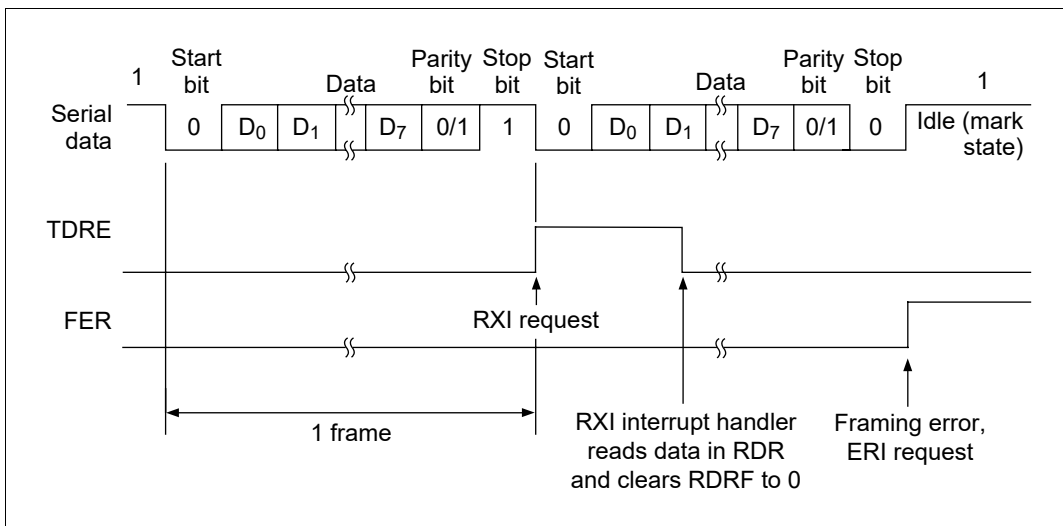 1
Start bit
Data
Parity bit
Stop bit
Start bit
Data
Parity bit
Stop bit
1
Serial data
0
D0
D1
D7
0/1
1
0
D0
D1
D7
0/1
0
Idle (mark state)
TDRE
RXI request
FER
1 frame
RXI interrupt handler
reads data in RDR
and clears RDRF to 0
Framing error,
ERI request